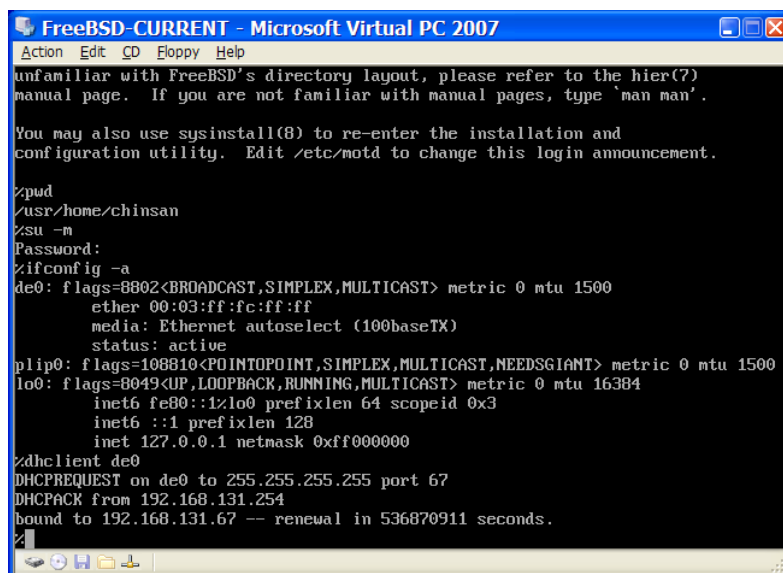 FreeBSD-CURRENT - Microsoft Virtual PC 2007
Action Edit CD Floppy Help
unfamiliar with FreeBSD's directory layout, please refer to the hier(7)
manual page.  If you are not familiar with manual pages, type `man man'.
You may also use sysinstall(8) to re-enter the installation and
configuration utility.  Edit /etc/motd to change this login announcement.
%pwd
/usr/home/chinsan
%su -m
Password:
%ifconfig -a
de0: flags=8802<BROADCAST,SIMPLEX,MULTICAST> metric 0 mtu 1500
ether 00:03:ff:fc:ff:ff
media: Ethernet autoselect (100baseTX)
status: active
plip0: flags=108810<POINTOPOINT,SIMPLEX,MULTICAST,NEEDSGIANT> metric 0 mtu 1500
lo0: flags=8049<UP,LOOPBACK,RUNNING,MULTICAST> metric 0 mtu 16384
inet6 fe80::1%lo0 prefixlen 64 scopeid 0x3
inet6 ::1 prefixlen 128
inet 127.0.0.1 netmask 0xff000000
%dhclient de0
DHCPREQUEST on de0 to 255.255.255.255 port 67
DHCPACK from 192.168.131.254
bound to 192.168.131.67 -- renewal in 536870911 seconds.
%